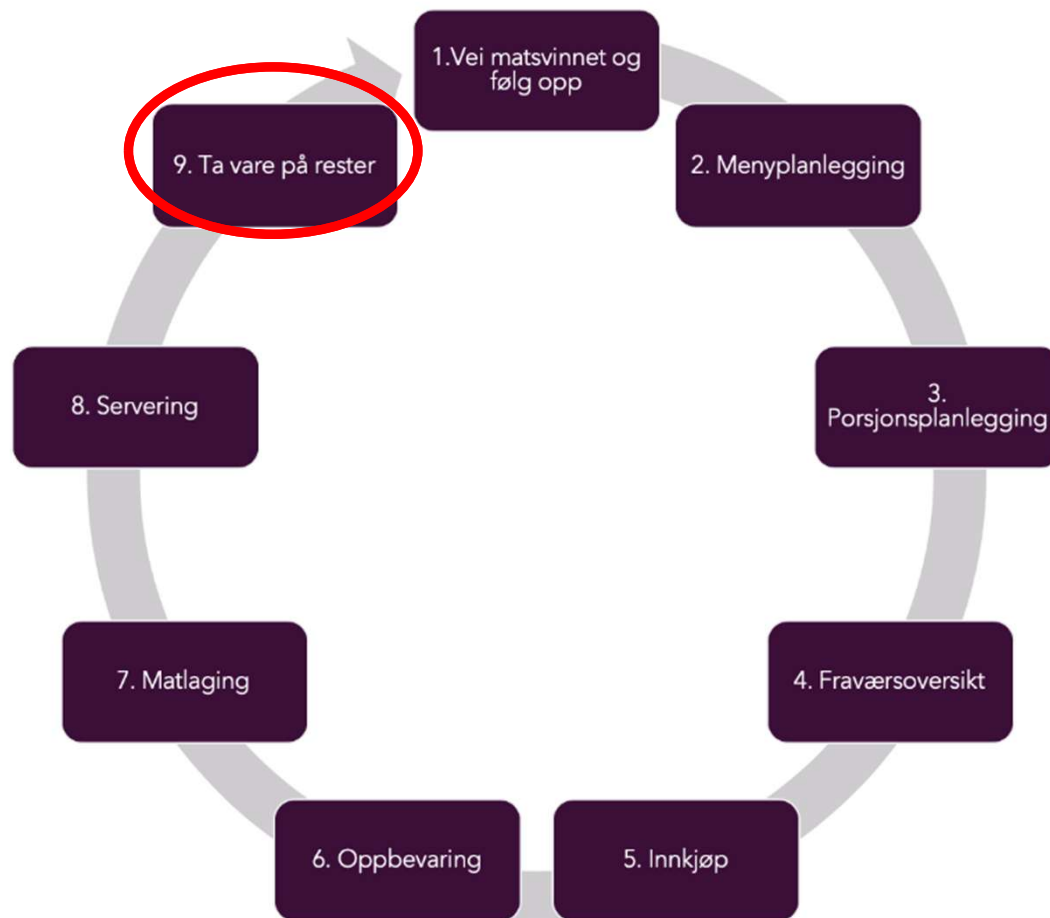 1.Vei matsvinnet og
følg opp
2. Menyplanlegging
3.
Porsjonsplanlegging
4. Fraværsoversikt
5. Innkjøp
6. Oppbevaring
7. Matlaging
8. Servering
9. Ta vare på rester